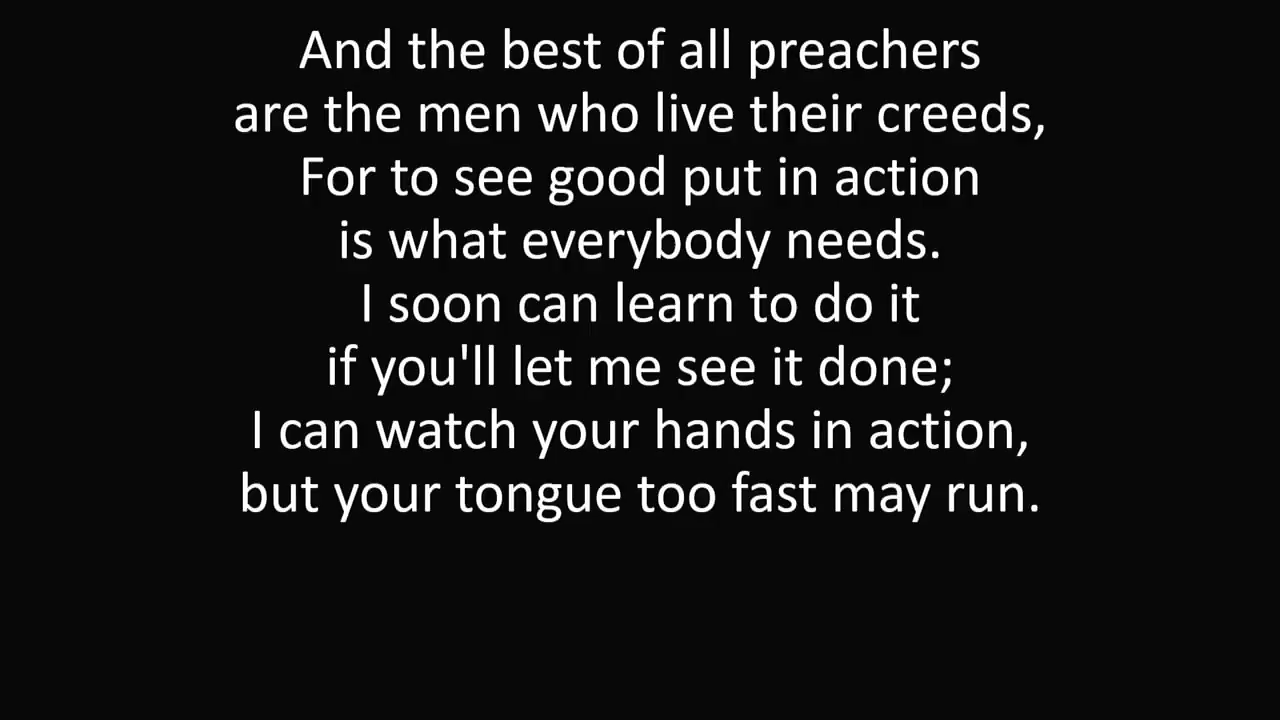 And the best of all preachers
are the men who live their creeds,
For to see good put in action
is what everybody needs.
I soon can learn to do it
if you'll let me see it done;
I can watch your hands in action,
but your tongue too fast may run.